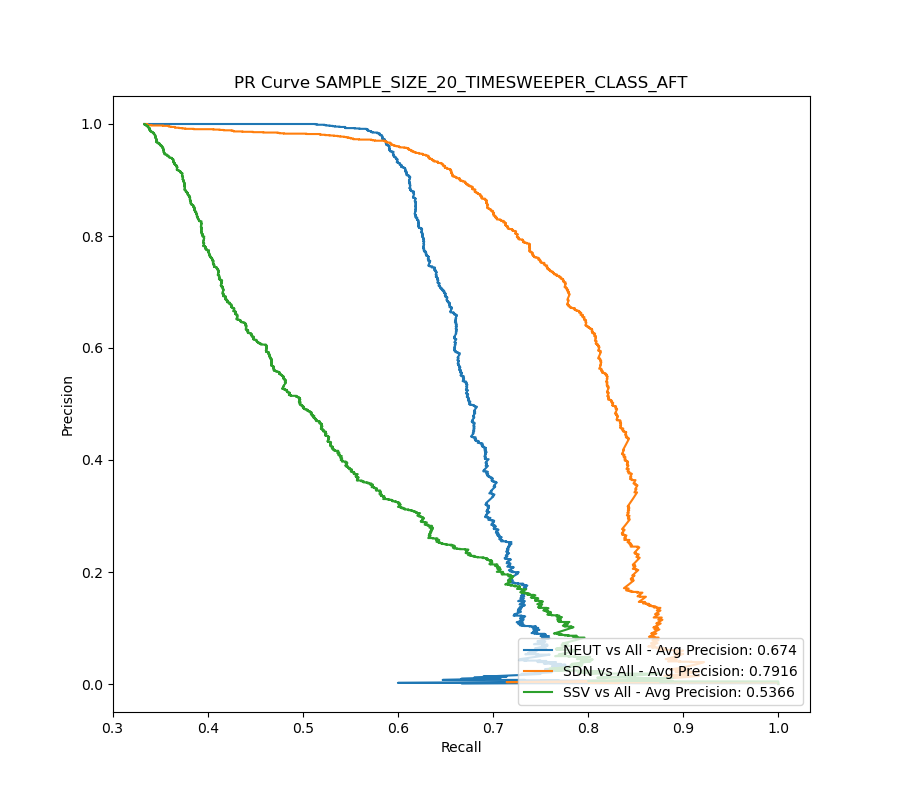 PR Curve SAMPLE_SIZE_20_TIMESWEEPER_CLASS_AFT
1.0
0.8
0.6
0.4
0.2
0.0
Precision
NEUT vs All - Avg Precision: 0.674
SDN vs All - Avg Precision: 0.7916
SSV vs All - Avg Precision: 0.5366
0.3 0.4 0.5 0.6 0.7 0.8 0.9 1.0
Recall